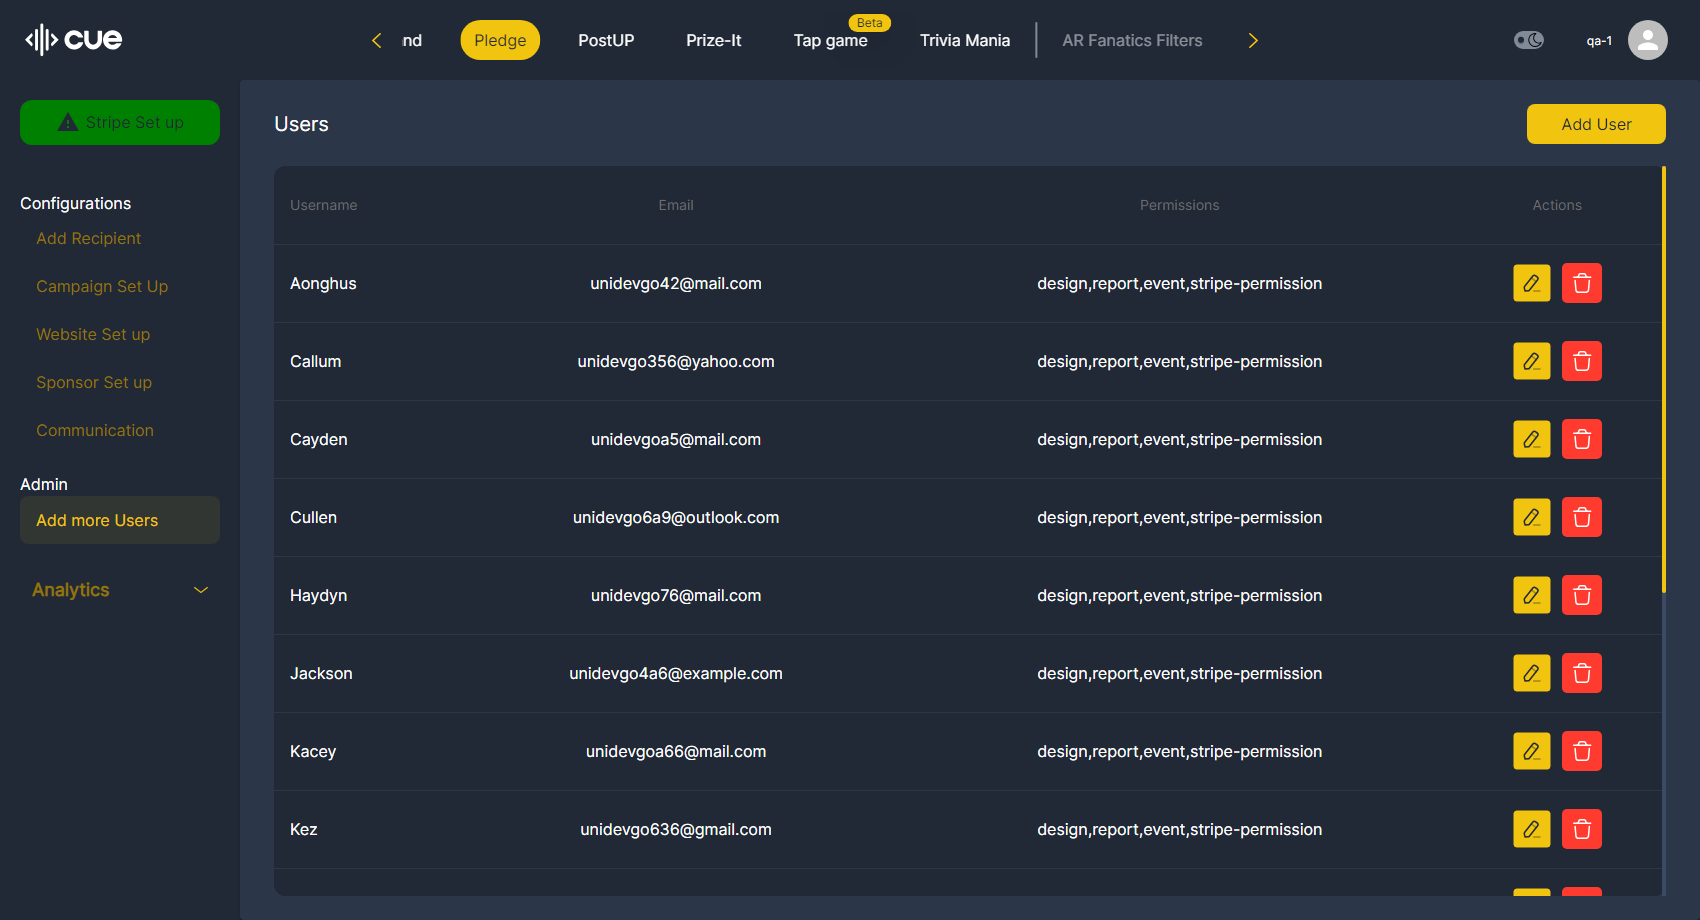 cue
nd
Pledge
PostUP
Prize-It
Tap game
Beta
Trivia Mania
AR Fanatics Filters
qa-1
Stripe Set up
Configurations
Add Recipient
Campaign Set Up
Website Set up
Sponsor Set up
Communication
Admin
Add more Users
Analytics
Users
Add User
Username Email Permissions Actions
Aonghus unidevgo42@mail.com design,report,event,stripe-permission
Callum unidevgo356@yahoo.com design,report,event,stripe-permission
Cayden unidevgoa5@mail.com design,report,event,stripe-permission
Cullen unidevgo6a9@outlook.com design,report,event,stripe-permission
Haydyn unidevgo76@mail.com design,report,event,stripe-permission
Jackson unidevgo4a6@example.com design,report,event,stripe-permission
Kacey unidevgoa66@mail.com design,report,event,stripe-permission
Kez unidevgo636@gmail.com design,report,event,stripe-permission